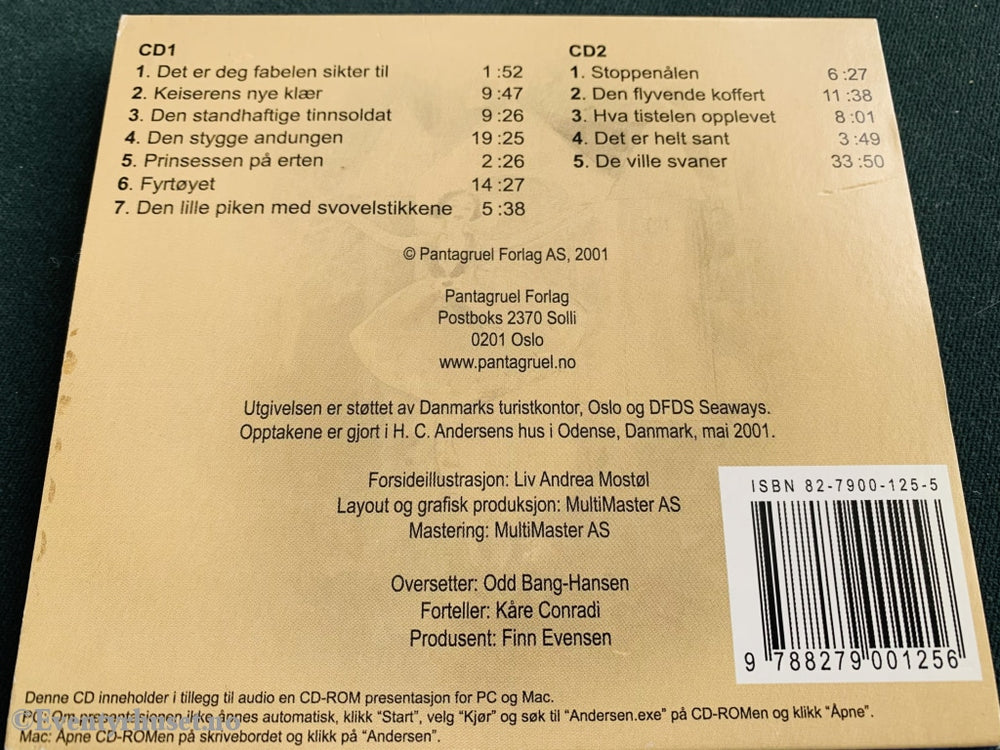 CD1
1. Det er deg fabelen sikter til 1:52
2. Keiserens nye klær 9:47
3. Den standhaftige tinnsoldat 9:26
4. Den stygge andungen 19:25
5. Prinsessen på erten 2:26
6. Fyrtøyet 14:27
7. Den lille piken med svovelstikkene 5:38
CD2
1. Stoppenålen 6:27
2. Den flyvende koffert 11:38
3. Hva tistelen opplevet 8:01
4. Det er helt sant 3:49
5. De ville svaner 33:50
© Pantagruel Forlag AS, 2001
Pantagruel Forlag
Postboks 2370 Solli
0201 Oslo
www.pantagruel.no
Utgivelsen er støttet av Danmarks turistkontor, Oslo og DFDS Seaways.
Opptakene er gjort i H. C. Andersens hus i Odense, Danmark, mai 2001.
Forsideillustrasjon: Liv Andrea Mostøl
Layout og grafisk produksjon: MultiMaster AS
Mastering: MultiMaster AS
Oversetter: Odd Bang-Hansen
Forteller: Kåre Conradi
Produsent: Finn Evensen
ISBN 82-7900-125-5
9 788279 001256
Denne CD inneholder i tillegg til audio en CD-ROM presentasjon for PC og Mac.
PC: Om presentasjonen ikke åpnes automatisk, klikk "Start", velg "Kjør" og søk til "Andersen.exe" på CD-ROMen og klikk "Åpne".
Mac: Åpne CD-ROMen på skrivebordet og klikk på "Andersen".
©Eventyrhuset.no